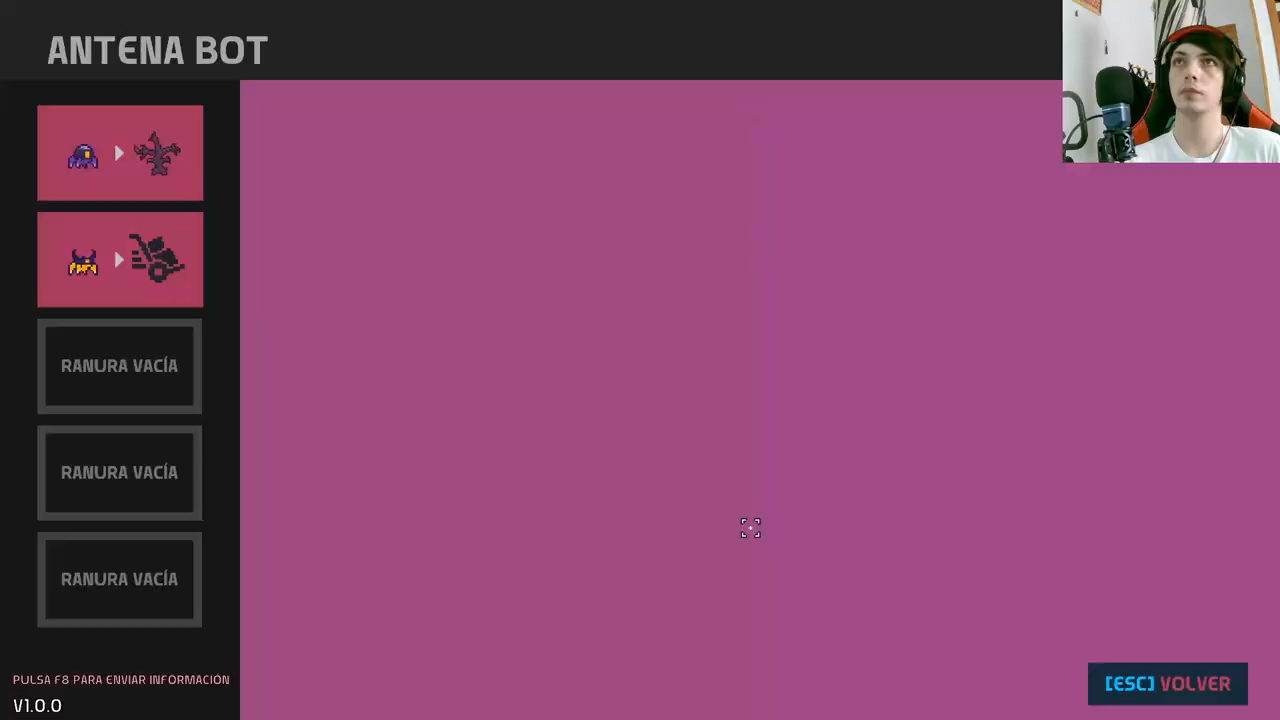 ANTENA BOT
RANURA VACÍA
RANURA VACÍA
RANURA VACÍA
PULSA F8 PARA ENVIAR INFORMACIÓN
V1.0.0
[ESC] VOLVER